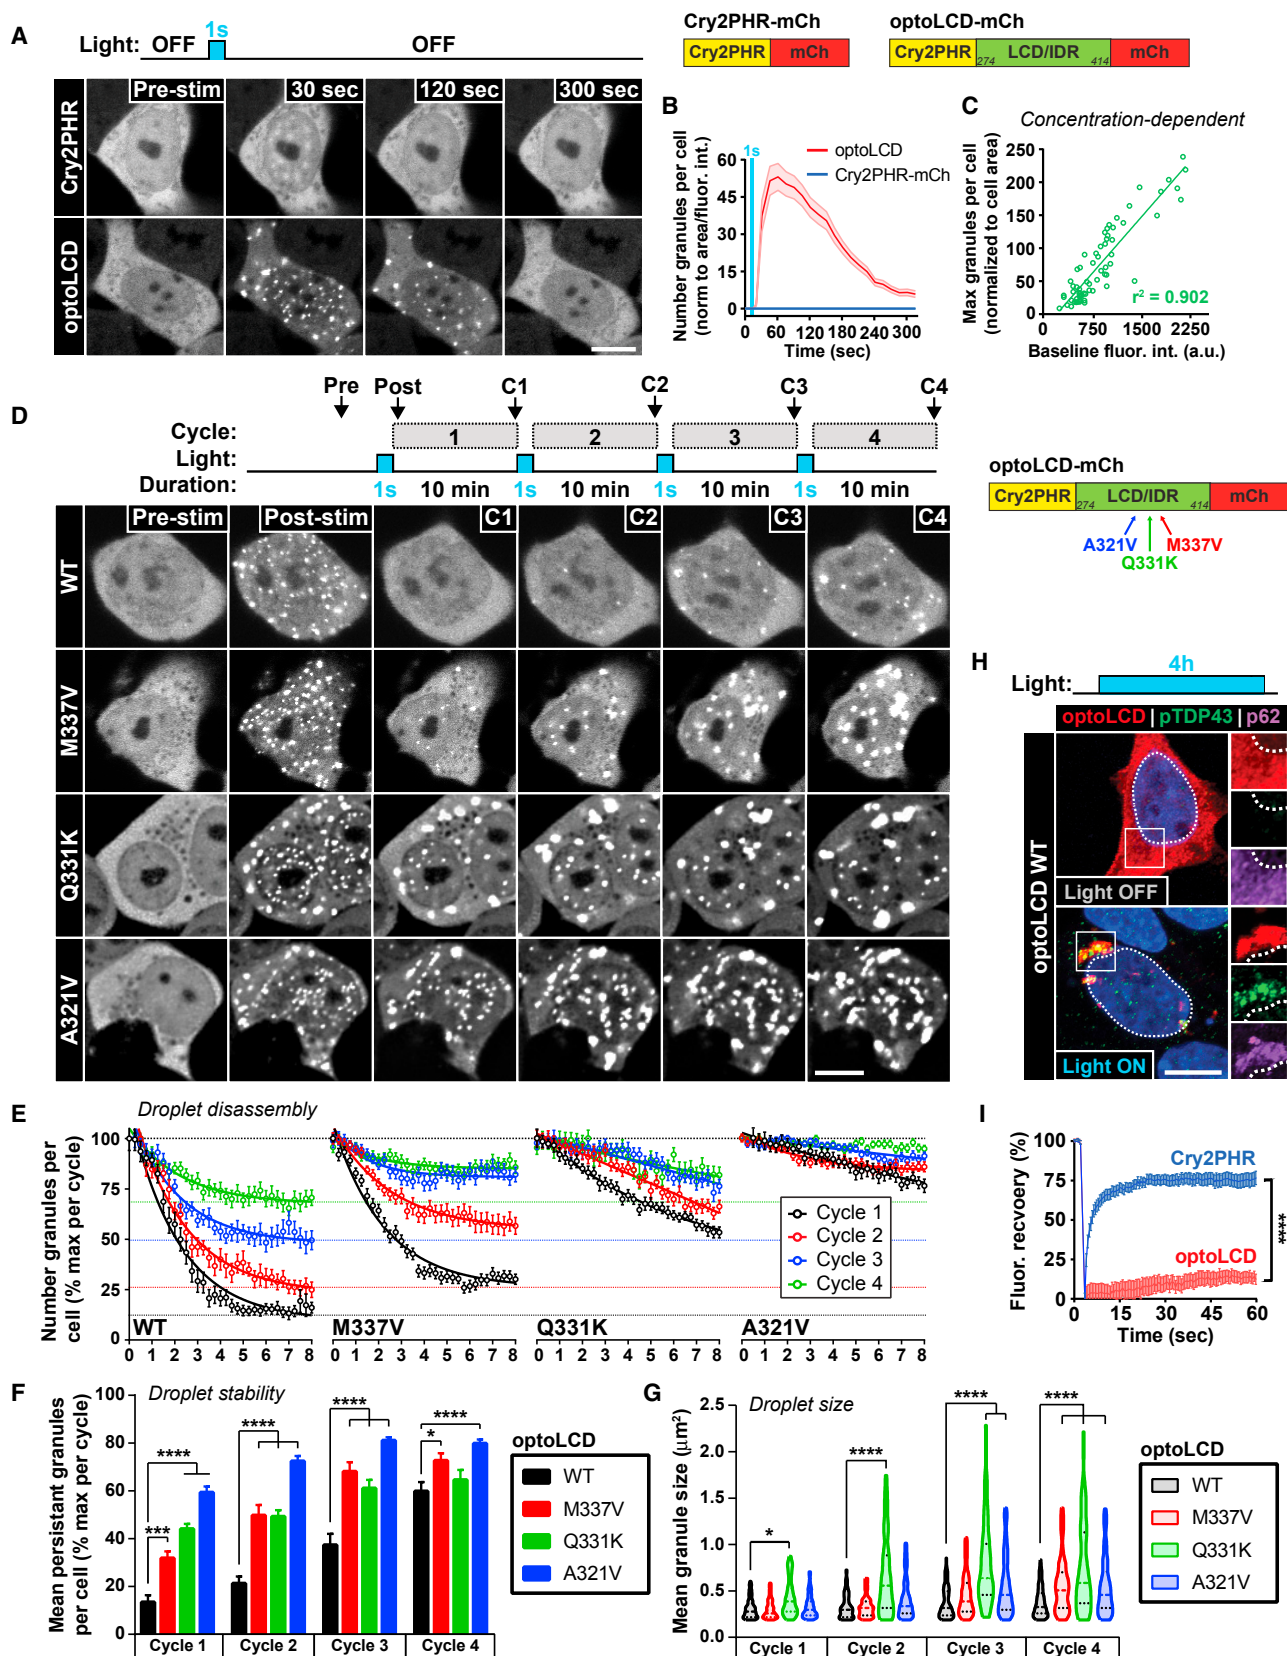 A
Light: OFF 1s OFF
Pre-stim 30 sec 120 sec 300 sec
Cry2PHR
optoLCD
Cry2PHR-mCh
Cry2PHR mCh
optoLCD-mCh
Cry2PHR 274 LCD/IDR 414 mCh
B
1s
optoLCD
Cry2PHR-mCh
Number granules per cell
(norm to area/fluor. int.)
60
45
30
15
0
0 60 120 180 240 300
Time (sec)
C
Concentration-dependent
Max granules per cell
(normalized to cell area)
250
200
150
100
50
0
0 750 1500 2250
r² = 0.902
Baseline fluor. int. (a.u.)
D
Pre Post C1 C2 C3 C4
Cycle: 1 2 3 4
Light:
Duration: 1s 10 min 1s 10 min 1s 10 min 1s 10 min
Pre-stim Post-stim C1 C2 C3 C4
WT
M337V
Q331K
A321V
optoLCD-mCh
Cry2PHR 274 LCD/IDR 414 mCh
A321V M337V
Q331K
H
4h
Light:
optoLCD | pTDP43 | p62
optoLCD WT
Light OFF
Light ON
E
Droplet disassembly
Number granules per
cell (% max per cycle)
100
75
50
25
0
WT M337V Q331K A321V
0 1 2 3 4 5 6 7 8 0 1 2 3 4 5 6 7 8 0 1 2 3 4 5 6 7 8 0 1 2 3 4 5 6 7 8
Cycle 1
Cycle 2
Cycle 3
Cycle 4
I
Fluor. recvoery (%)
100
75
50
25
0
Cry2PHR
optoLCD
****
0 15 30 45 60
Time (sec)
F
Droplet stability
Mean persistant granules
per cell (% max per cycle)
100
80
60
40
20
0
*** **** **** **** * ****
Cycle 1 Cycle 2 Cycle 3 Cycle 4
optoLCD
WT
M337V
Q331K
A321V
G
Droplet size
Mean granule size (μm²)
2.5
2.0
1.5
1.0
0.5
0.0
* **** **** ****
Cycle 1 Cycle 2 Cycle 3 Cycle 4
optoLCD
WT
M337V
Q331K
A321V